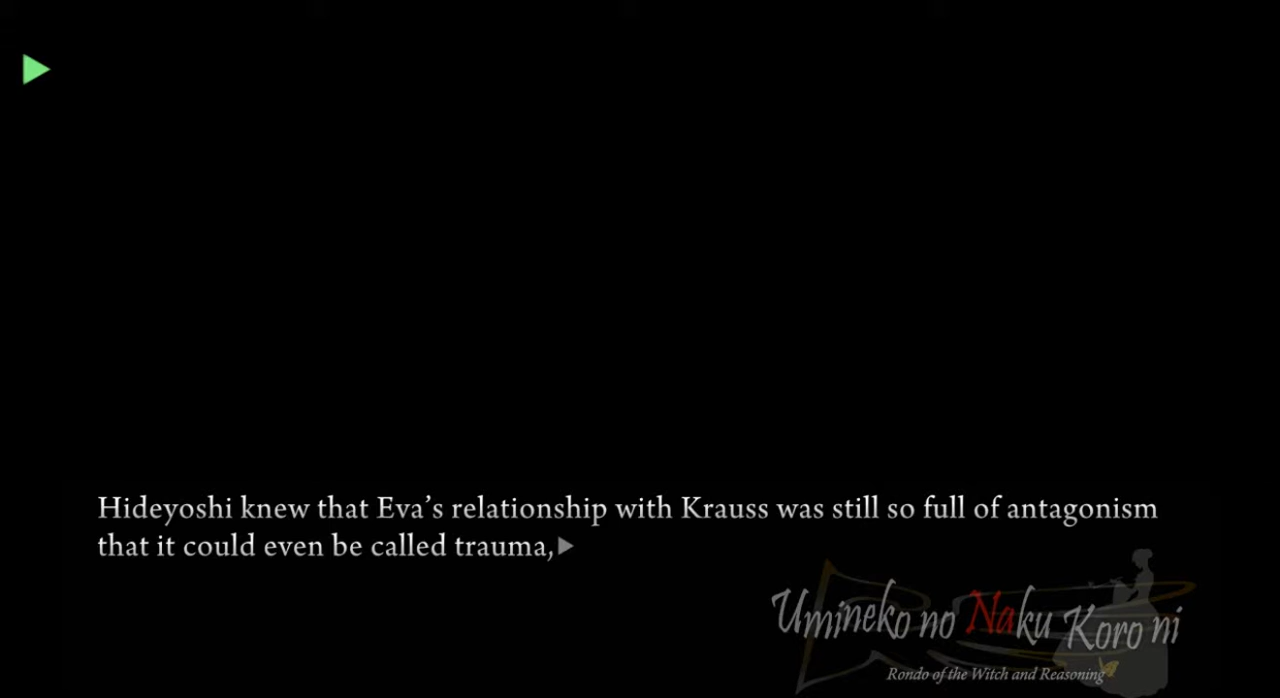 Hideyoshi knew that Eva’s relationship with Krauss was still so full of antagonism
that it could even be called trauma,
Umineko no Naku Koro ni
Rondo of the Witch and Reasoning